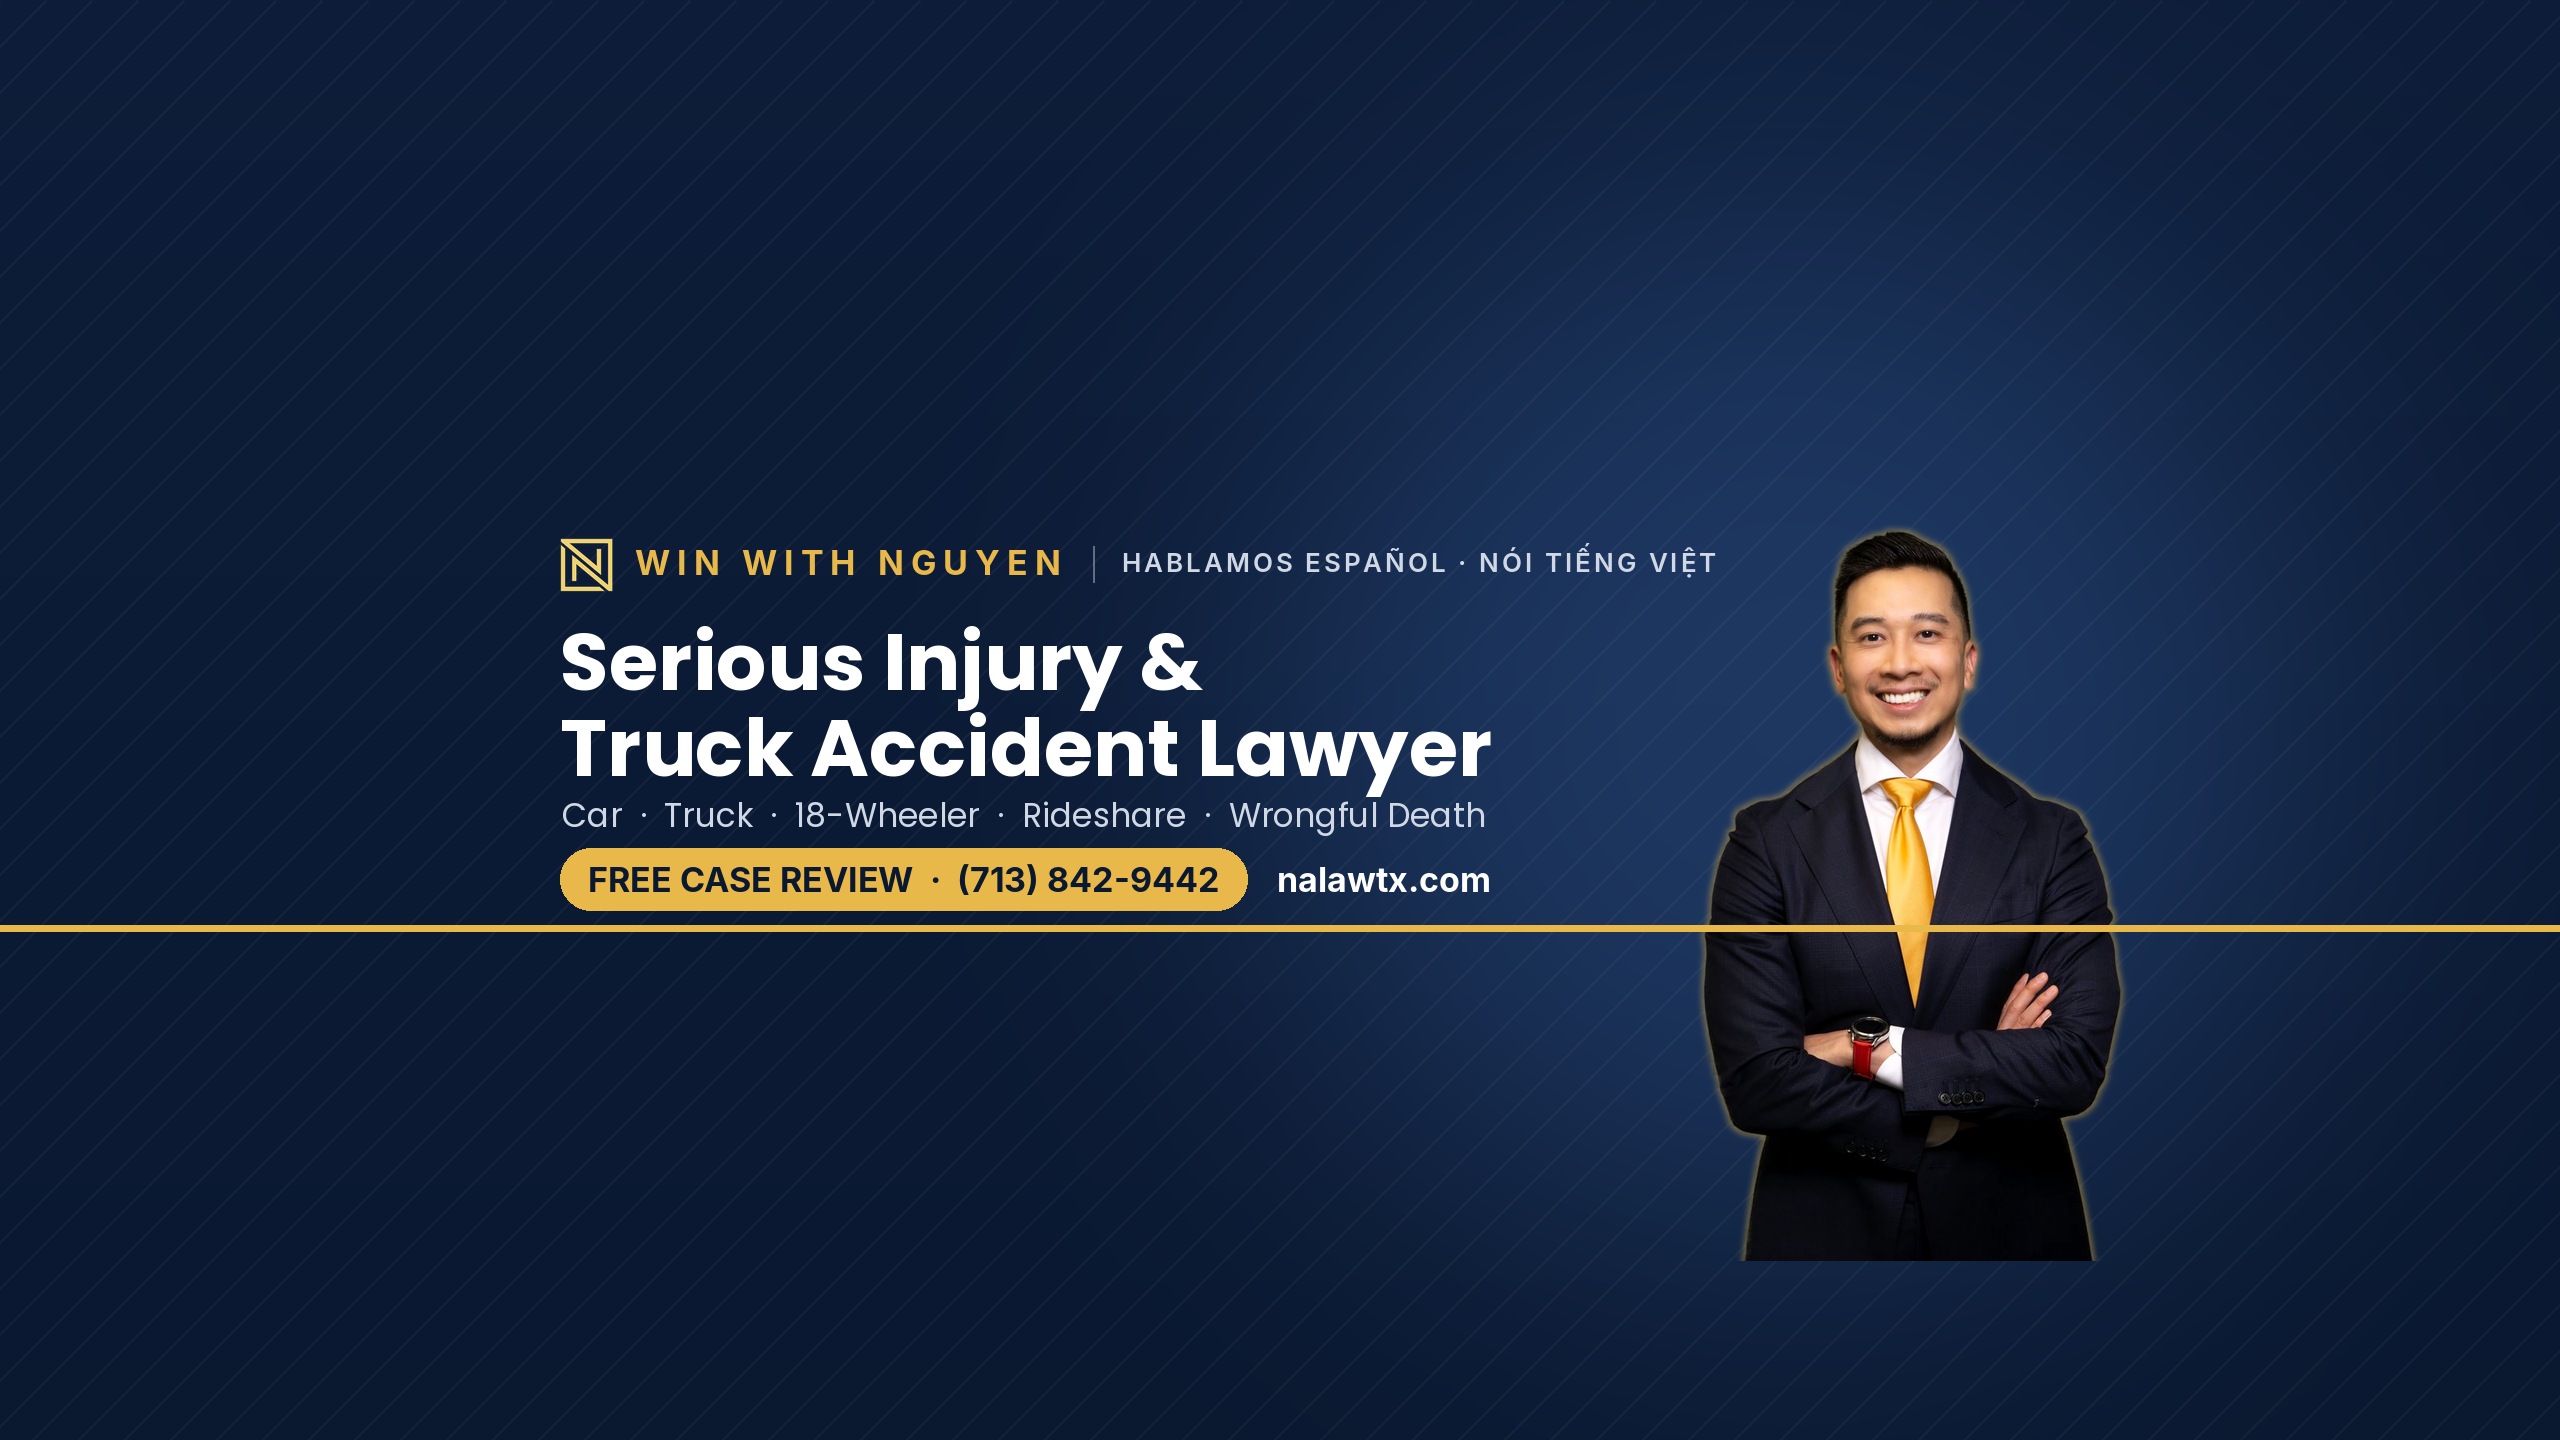 WIN WITH NGUYEN | HABLAMOS ESPAÑOL · NÓI TIẾNG VIỆT
Serious Injury &
Truck Accident Lawyer
Car · Truck · 18-Wheeler · Rideshare · Wrongful Death
FREE CASE REVIEW · (713) 842-9442 nalawtx.com